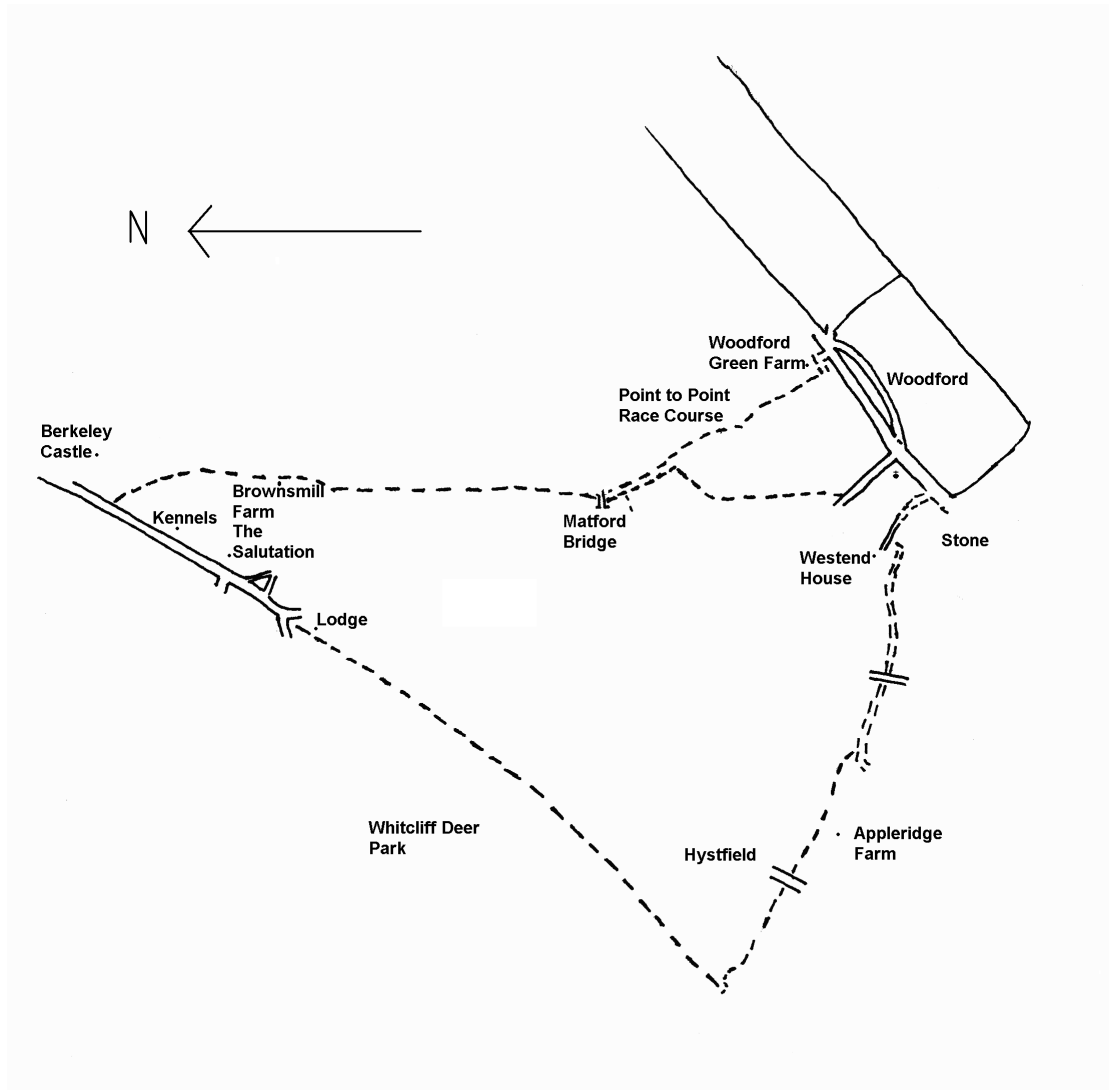 N
Woodford
Green Farm
Woodford
Point to Point
Race Course
Berkeley
Castle
Brownsmill
Farm
The
Salutation
Kennels
Matford
Bridge
Stone
Westend
House
Lodge
Whitcliff Deer
Park
Hystfield
Appleridge
Farm